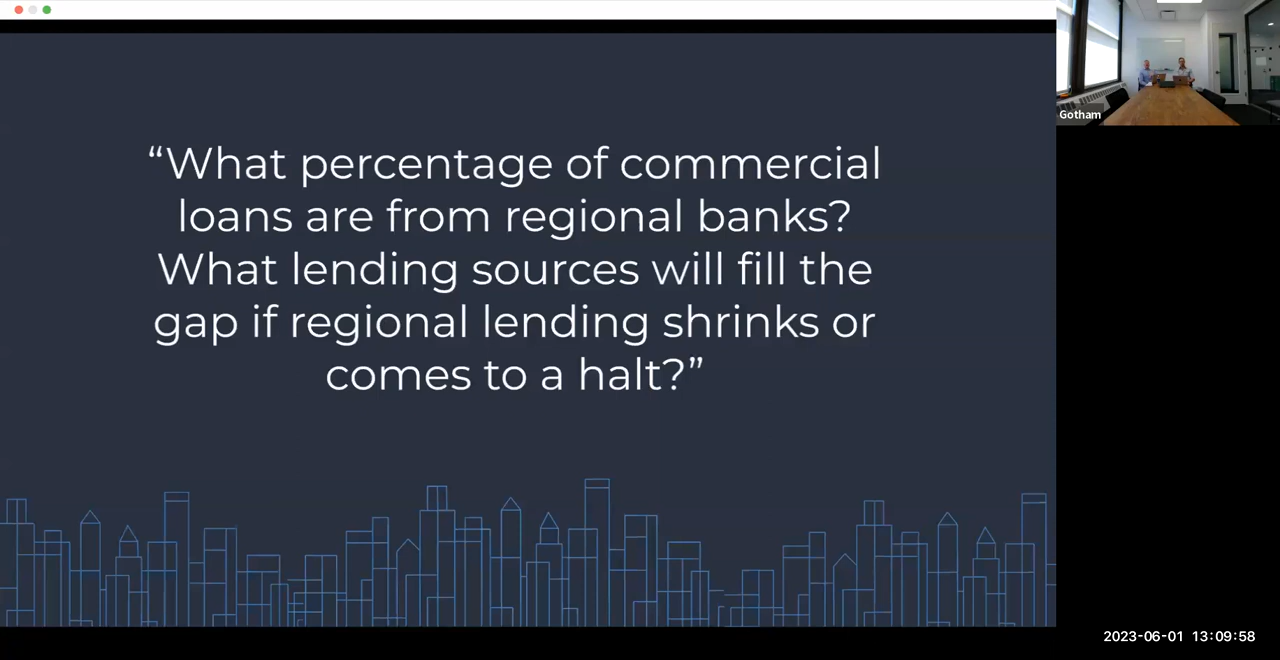 “What percentage of commercial
loans are from regional banks?
What lending sources will fill the
gap if regional lending shrinks or
comes to a halt?”
Gotham
2023-06-01 13:09:58